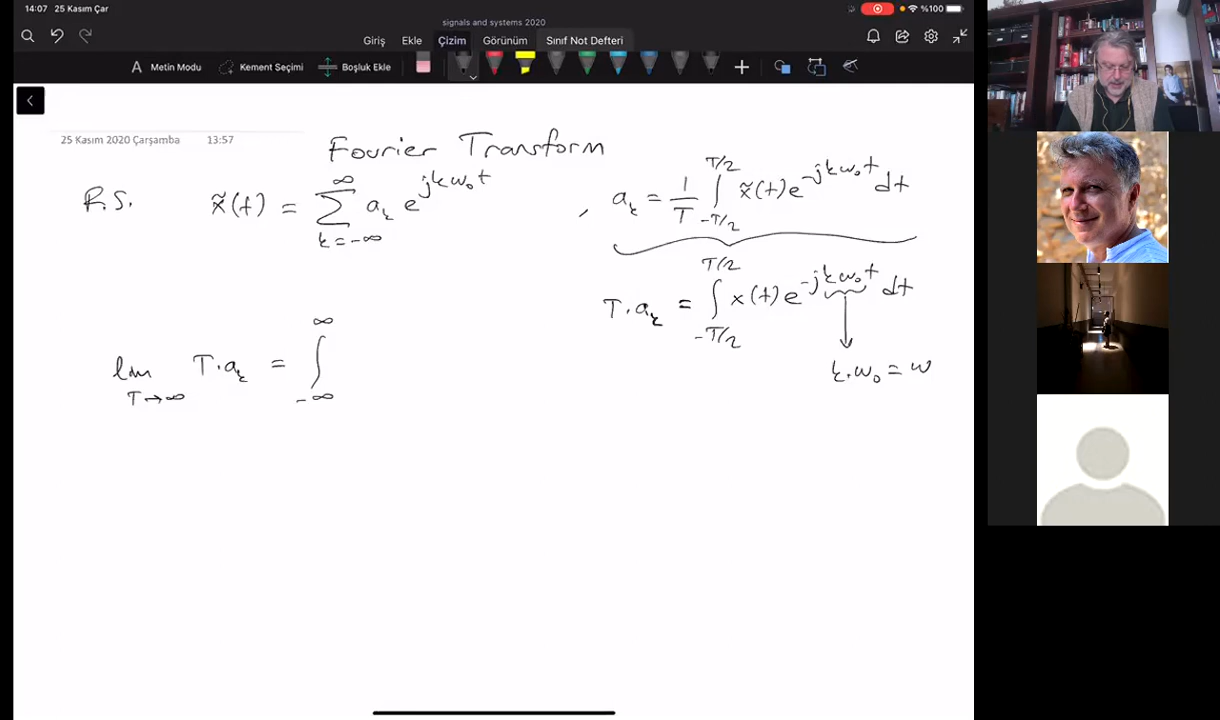 14:07 25 Kasım Çar %100
signals and systems 2020
Giriş Ekle Çizim Görünüm Sınıf Not Defteri
Metin Modu Kement Seçimi Boşluk Ekle
25 Kasım 2020 Çarşamba 13:57
Fourier Transform
F.S. x̃(t) = ∑_{k=-∞}^{∞} a_k e^{jkω₀t} , a_k = 1/T ∫_{-T/2}^{T/2} x̃(t) e^{-jkω₀t} dt
T·a_k = ∫_{-T/2}^{T/2} x(t) e^{-jkω₀t} dt
k.ω₀ = ω
lim_{T→∞} T·a_k = ∫_{-∞}^{∞}